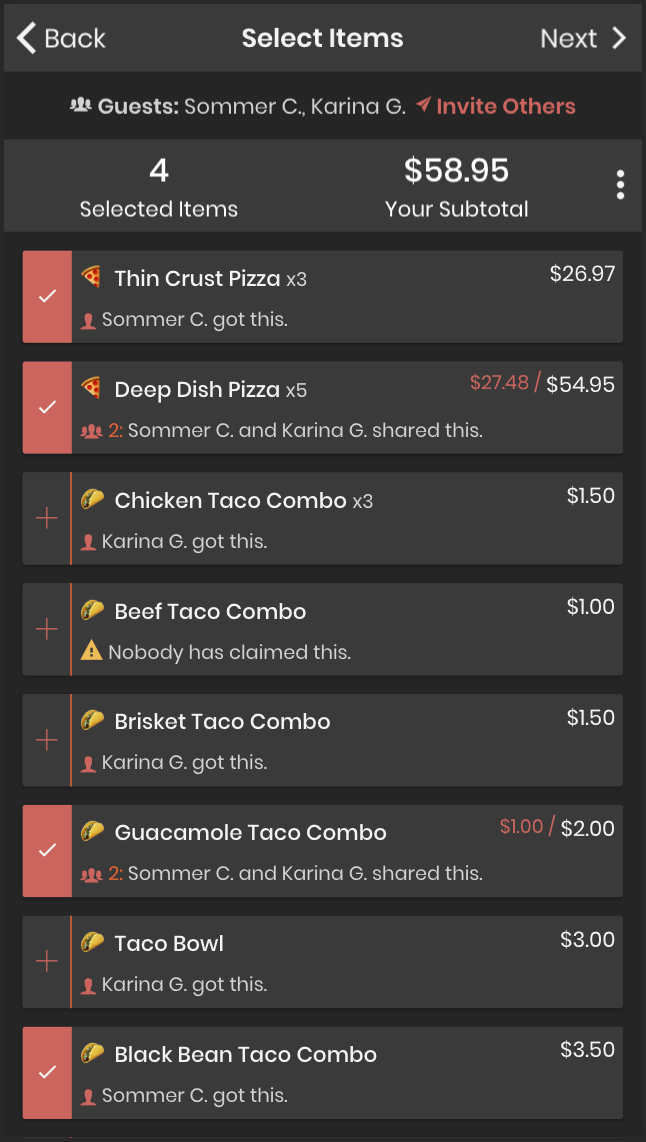 Back Select Items Next
Guests: Sommer C., Karina G. Invite Others
4 $58.95
Selected Items Your Subtotal
Thin Crust Pizza x3 $26.97
Sommer C. got this.
Deep Dish Pizza x5 $27.48 / $54.95
2: Sommer C. and Karina G. shared this.
Chicken Taco Combo x3 $1.50
Karina G. got this.
Beef Taco Combo $1.00
Nobody has claimed this.
Brisket Taco Combo $1.50
Karina G. got this.
Guacamole Taco Combo $1.00 / $2.00
2: Sommer C. and Karina G. shared this.
Taco Bowl $3.00
Karina G. got this.
Black Bean Taco Combo $3.50
Sommer C. got this.